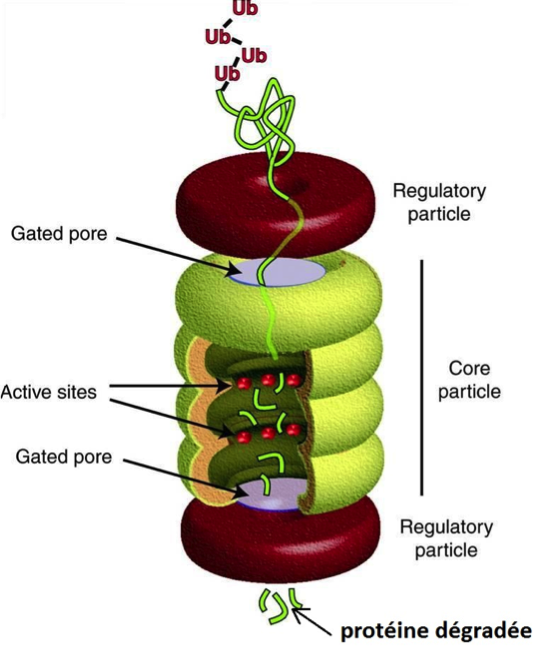 Ub
Ub
Ub
Ub
Regulatory
particle
Gated pore
Core
particle
Active sites
Gated pore
Regulatory
particle
protéine dégradée